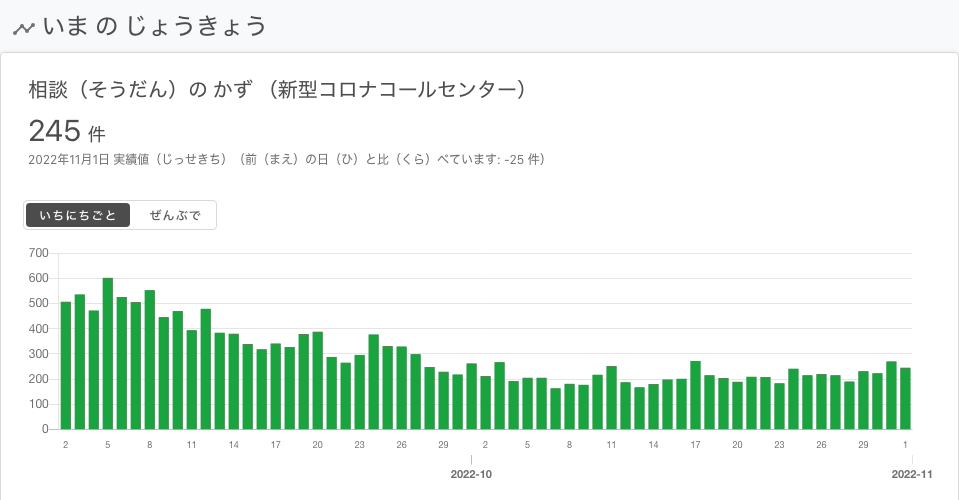 いま の じょうきょう
相談（そうだん）の かず （新型コロナコールセンター）
245 件
2022年11月1日 実績値（じっせきち）（前（まえ）の日（ひ）と比（くら）べています: -25 件）
いちにちごと ぜんぶで
700
600
500
400
300
200
100
0
2 5 8 11 14 17 20 23 26 29 2 5 8 11 14 17 20 23 26 29 1
2022-10 2022-11